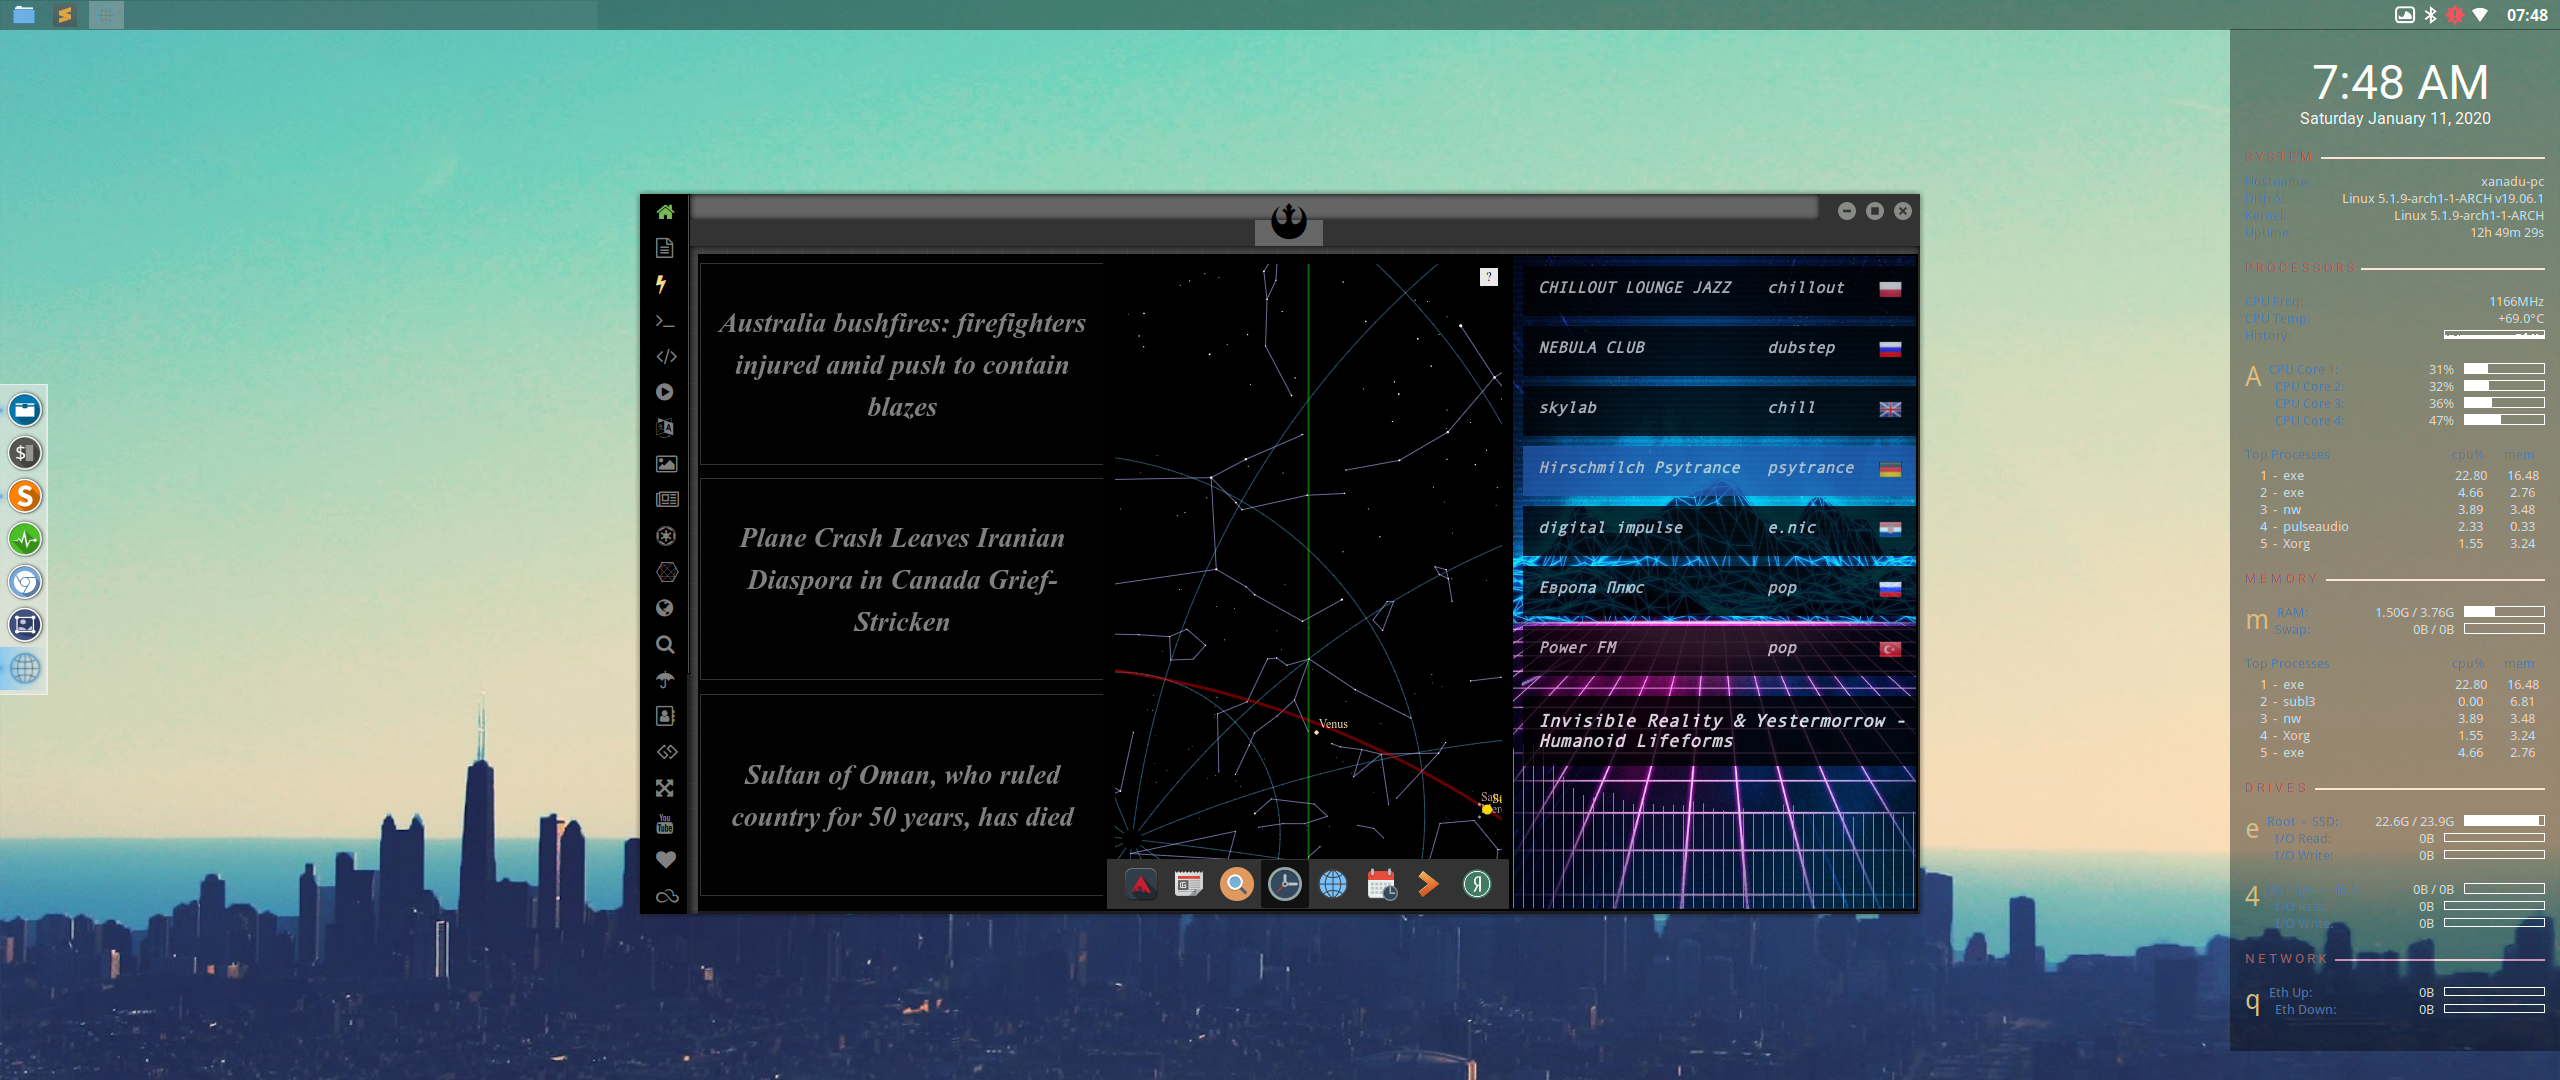 07:48
7:48 AM
Saturday January 11, 2020
SYSTEM
Hostname: xanadu-pc
Distro: Linux 5.1.9-arch1-1-ARCH v19.06.1
Kernel: Linux 5.1.9-arch1-1-ARCH
Uptime: 12h 49m 29s
PROCESSORS
CPU Freq: 1166MHz
CPU Temp: +69.0°C
History:
A CPU Core 1: 31%
CPU Core 2: 32%
CPU Core 3: 36%
CPU Core 4: 47%
Top Processes cpu% mem
1 - exe 22.80 16.48
2 - exe 4.66 2.76
3 - nw 3.89 3.48
4 - pulseaudio 2.33 0.33
5 - Xorg 1.55 3.24
MEMORY
m RAM: 1.50G / 3.76G
Swap: 0B / 0B
Top Processes cpu% mem
1 - exe 22.80 16.48
2 - subl3 0.00 6.81
3 - nw 3.89 3.48
4 - Xorg 1.55 3.24
5 - exe 4.66 2.76
DRIVES
e Root - SSD: 22.6G / 23.9G
I/O Read: 0B
I/O Write: 0B
4 0B / 0B
I/O Read: 0B
I/O Write: 0B
NETWORK
q Eth Up: 0B
Eth Down: 0B
Australia bushfires: firefighters
injured amid push to contain
blazes
Plane Crash Leaves Iranian
Diaspora in Canada Grief-
Stricken
Sultan of Oman, who ruled
country for 50 years, has died
?
Venus
CHILLOUT LOUNGE JAZZ chillout
NEBULA CLUB dubstep
skylab chill
Hirschmilch Psytrance psytrance
digital impulse e.nic
Европа Плюс pop
Power FM pop
Invisible Reality & Yestermorrow -
Humanoid Lifeforms
You
Tube
Я